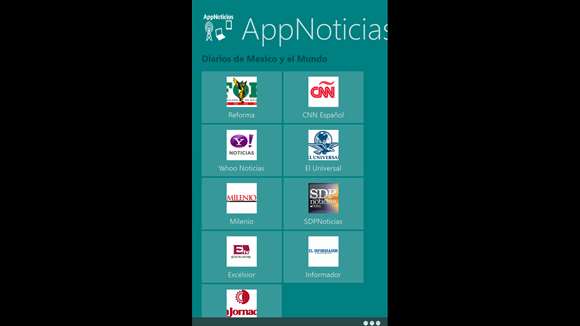 AppNoticias
AppNoticias
Diarios de Mexico y el Mundo
Reforma
CNN
CNN Español
Y!
NOTICIAS
Yahoo Noticias
EL UNIVERSAL
El Universal
MILENIO
Milenio
SDP
noticias
SDPNoticias
Excélsior
EL INFORMADOR
Informador
Jornada